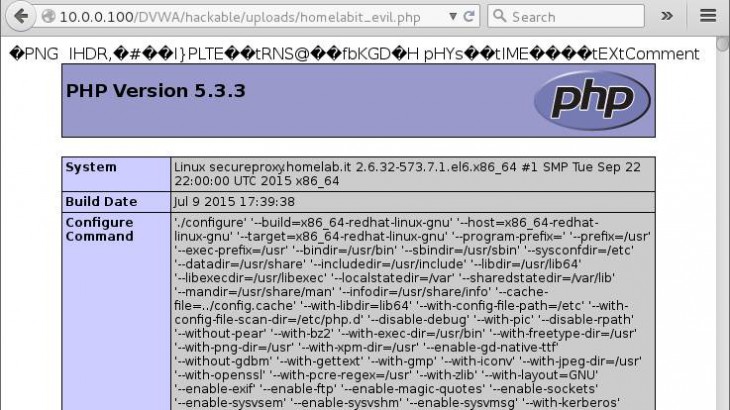 10.0.0.100/DVWA/hackable/uploads/homelabit_evil.php
Search
�PNG IHDR,�#��I}PLTE��tRNS@��fbKGD�H pHYs��tIME����tEXtComment
PHP Version 5.3.3
php
System
Linux secureproxy.homelab.it 2.6.32-573.7.1.el6.x86_64 #1 SMP Tue Sep 22
22:00:00 UTC 2015 x86_64
Build Date
Jul 9 2015 17:39:38
Configure
Command
'./configure' '--build=x86_64-redhat-linux-gnu' '--host=x86_64-redhat-
linux-gnu' '--target=x86_64-redhat-linux-gnu' '--program-prefix=' '--prefix=/usr'
'--exec-prefix=/usr' '--bindir=/usr/bin' '--sbindir=/usr/sbin' '--sysconfdir=/etc'
'--datadir=/usr/share' '--includedir=/usr/include' '--libdir=/usr/lib64'
'--libexecdir=/usr/libexec' '--localstatedir=/var' '--sharedstatedir=/var/lib'
'--mandir=/usr/share/man' '--infodir=/usr/share/info' '--cache-
file=../config.cache' '--with-libdir=lib64' '--with-config-file-path=/etc' '--with-
config-file-scan-dir=/etc/php.d' '--disable-debug' '--with-pic' '--disable-rpath'
'--without-pear' '--with-bz2' '--with-exec-dir=/usr/bin' '--with-freetype-dir=/usr'
'--with-png-dir=/usr' '--with-xpm-dir=/usr' '--enable-gd-native-ttf'
'--without-gdbm' '--with-gettext' '--with-gmp' '--with-iconv' '--with-jpeg-dir=/usr'
'--with-openssl' '--with-pcre-regex=/usr' '--with-zlib' '--with-layout=GNU'
'--enable-exif' '--enable-ftp' '--enable-magic-quotes' '--enable-sockets'
'--enable-sysvsem' '--enable-sysvshm' '--enable-sysvmsg' '--with-kerberos'